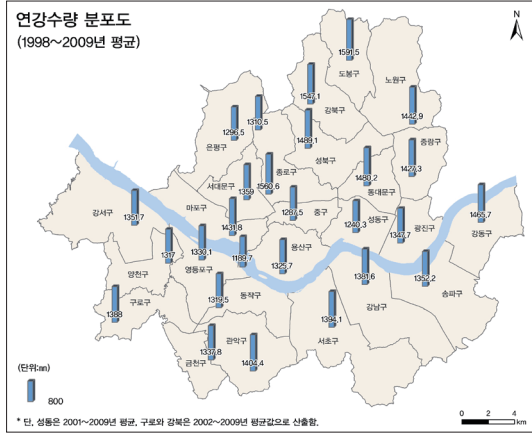 연강수량 분포도
(1998~2009년 평균)
N
1591.5
도봉구
노원구
1547.1
강북구
1442.9
1310.5
1296.5
은평구
1489.1
성북구
중랑구
1427.3
종로구
1560.6
서대문구
1359
1480.2
동대문구
1465.7
강동구
강서구
1351.7
마포구
1431.8
1287.5
중구
1240.3
성동구
1347.7
광진구
1317
1330.1
영등포구
1189.7
용산구
1325.7
1381.6
강남구
1352.2
송파구
양천구
구로구
1388
1319.5
동작구
1394.1
서초구
1337.8
금천구
관악구
1404.4
(단위:㎜)
800
* 단, 성동은 2001~2009년 평균, 구로와 강북은 2002~2009년 평균값으로 산출함.
0 2 4
km